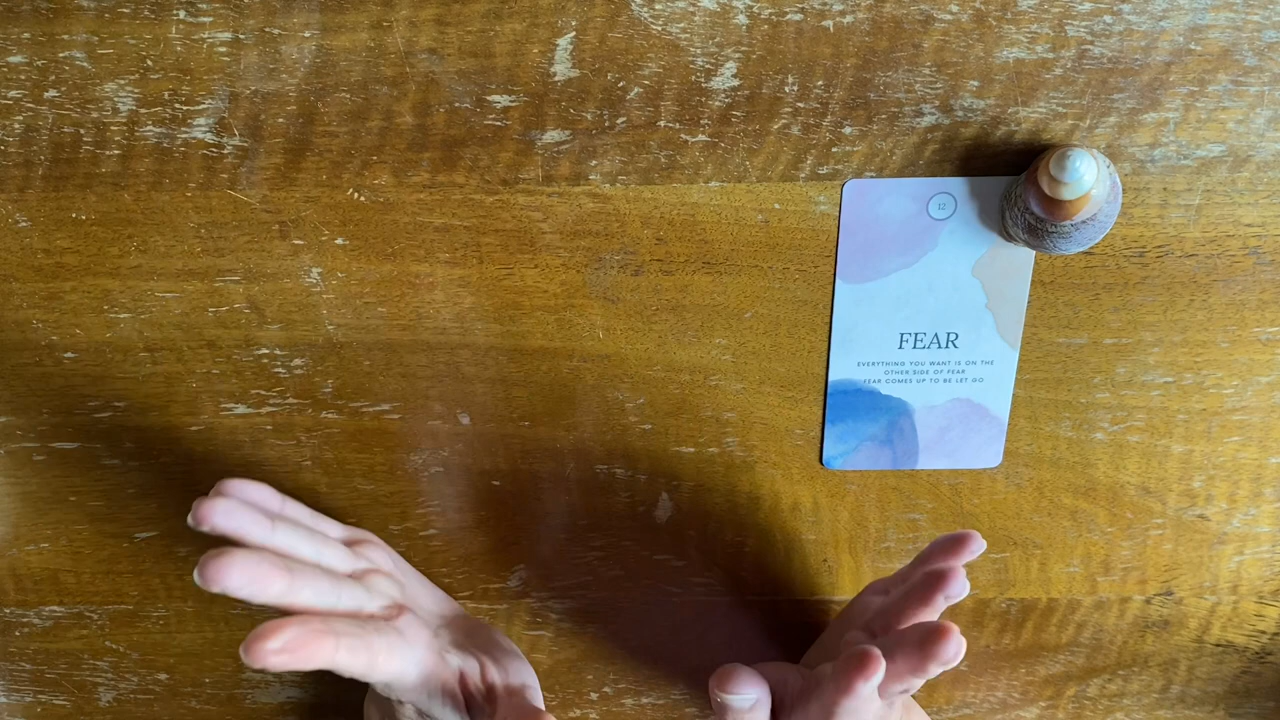 12
FEAR
EVERYTHING YOU WANT IS ON THE
OTHER SIDE OF FEAR
FEAR COMES UP TO BE LET GO